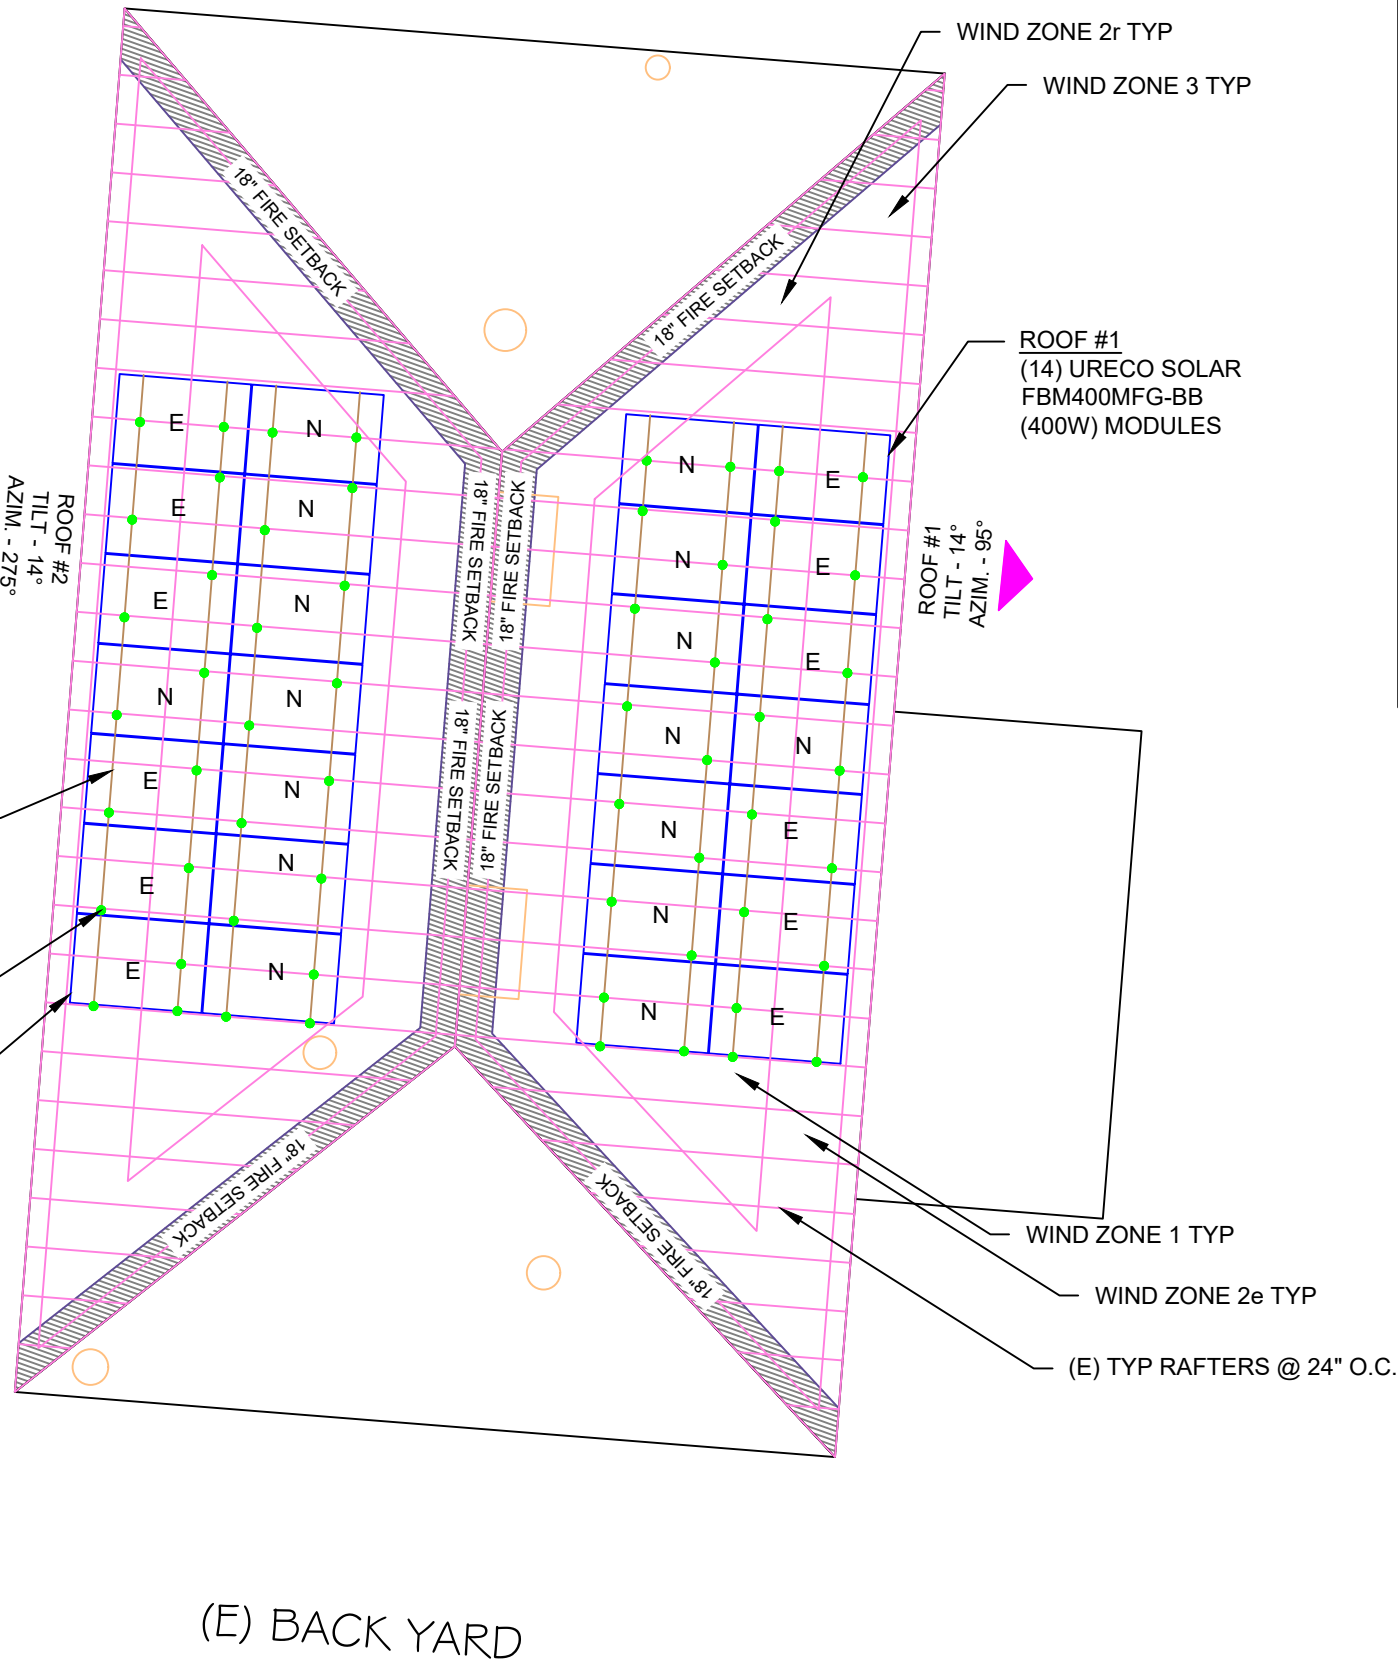 WIND ZONE 2r TYP
WIND ZONE 3 TYP
18" FIRE SETBACK
18" FIRE SETBACK
ROOF #1
(14) URECO SOLAR
FBM400MFG-BB
(400W) MODULES
E
N
N
E
ROOF #2
TILT - 14°
AZIM. - 275°
E
N
18" FIRE SETBACK
18" FIRE SETBACK
N
E
ROOF #1
TILT - 14°
AZIM. - 95°
E
N
N
E
N
N
N
N
E
N
18" FIRE SETBACK
18" FIRE SETBACK
N
E
E
N
N
E
E
N
N
E
18" FIRE SETBACK
18" FIRE SETBACK
WIND ZONE 1 TYP
WIND ZONE 2e TYP
(E) TYP RAFTERS @ 24" O.C.
(E) BACK YARD